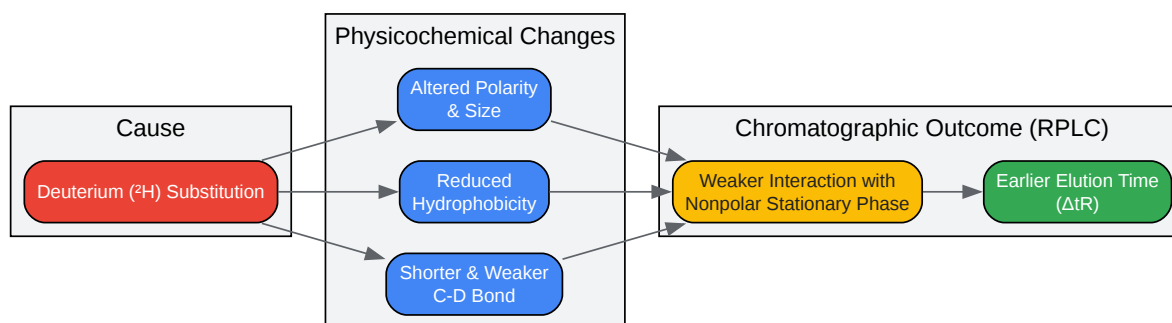 Cause
Deuterium (²H) Substitution
Physicochemical Changes
Altered Polarity
& Size
Reduced
Hydrophobicity
Shorter & Weaker
C-D Bond
Chromatographic Outcome (RPLC)
Weaker Interaction with
Nonpolar Stationary Phase
Earlier Elution Time
(ΔtR)